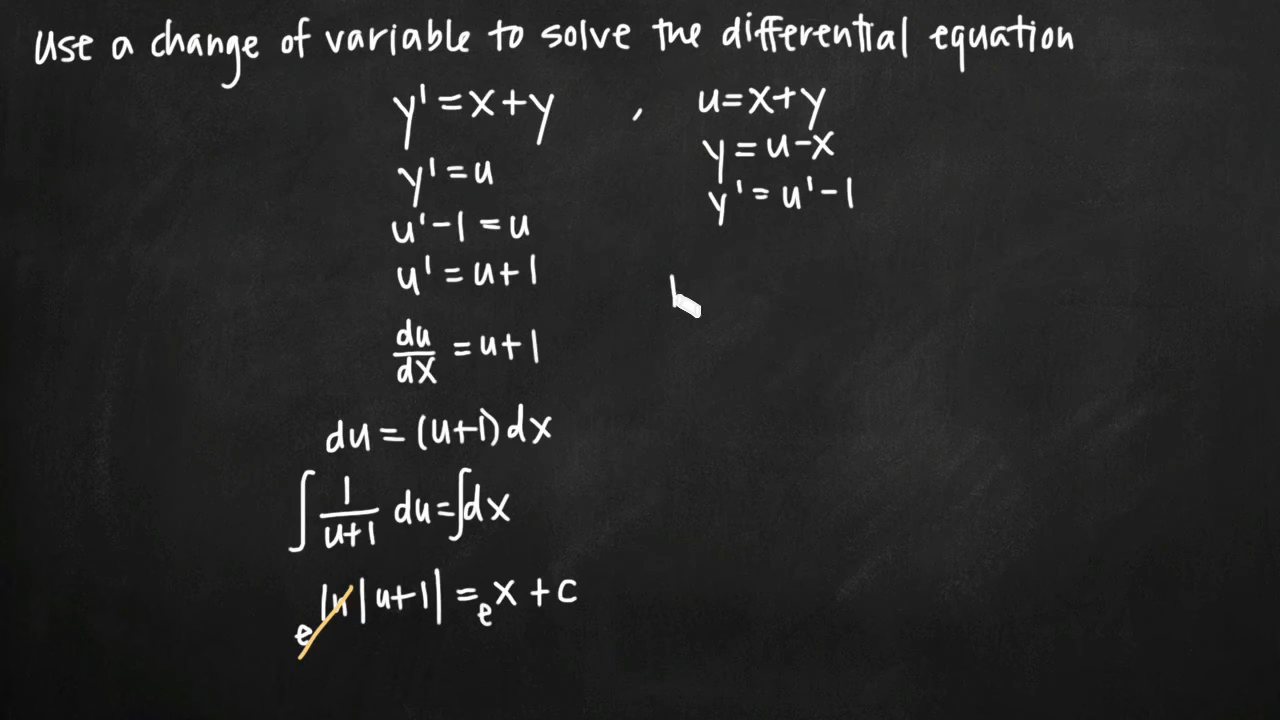 Use a change of variable to solve the differential equation
y' = x + y , u = x + y
y = u - x
y' = u
y' = u' - 1
u' - 1 = u
u' = u + 1
du/dx = u + 1
du = (u+1) dx
∫ 1/(u+1) du = ∫ dx
e^(ln|u+1|) = e^(x + c)